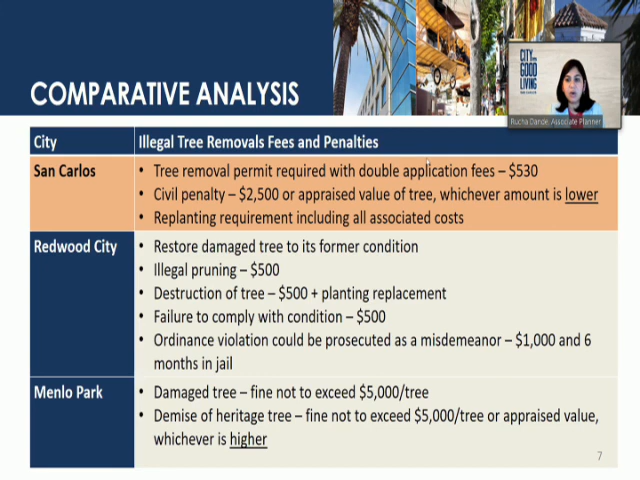 COMPARATIVE ANALYSIS
CITY OF
GOOD
LIVING
Rucha Dande, Associate Planner
City Illegal Tree Removals Fees and Penalties
San Carlos • Tree removal permit required with double application fees – $530
• Civil penalty – $2,500 or appraised value of tree, whichever amount is lower
• Replanting requirement including all associated costs
Redwood City • Restore damaged tree to its former condition
• Illegal pruning – $500
• Destruction of tree – $500 + planting replacement
• Failure to comply with condition – $500
• Ordinance violation could be prosecuted as a misdemeanor – $1,000 and 6
months in jail
Menlo Park • Damaged tree – fine not to exceed $5,000/tree
• Demise of heritage tree – fine not to exceed $5,000/tree or appraised value,
whichever is higher
7